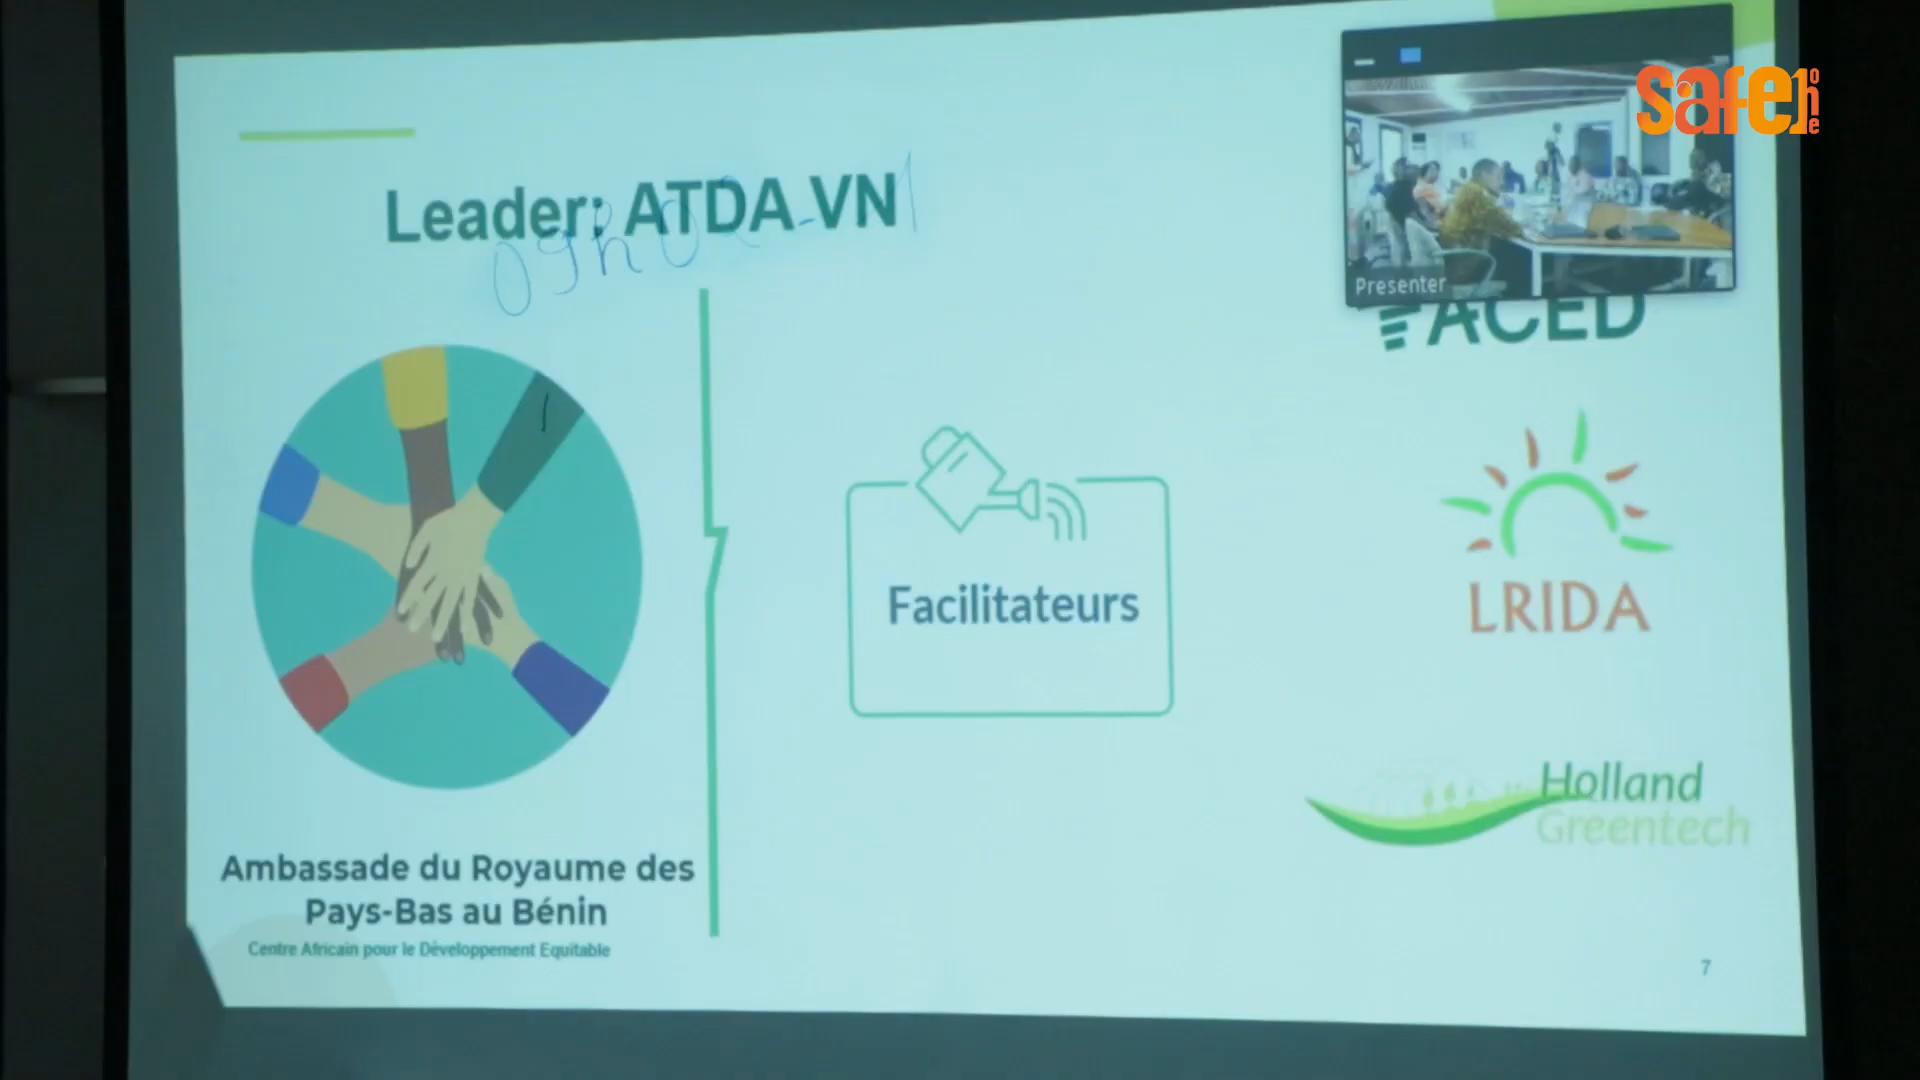 safe
one
Leader: ATDA-VN
Presenter
ACED
Facilitateurs
LRIDA
Holland
Greentech
Ambassade du Royaume des
Pays-Bas au Bénin
Centre Africain pour le Développement Equitable
7